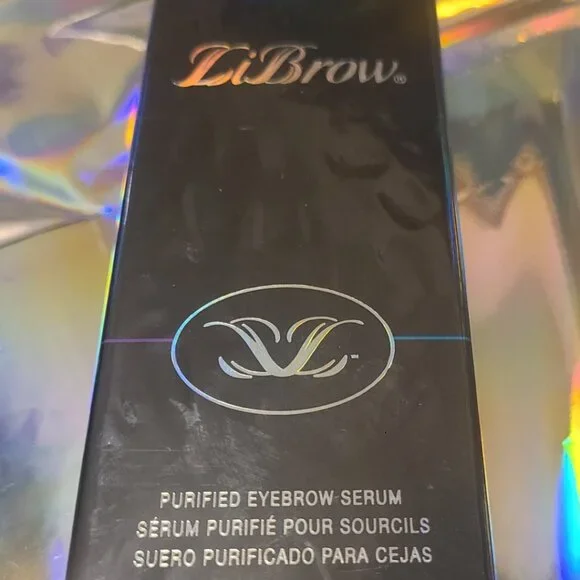 LiBrow®
PURIFIED EYEBROW SERUM
SÉRUM PURIFIÉ POUR SOURCILS
SUERO PURIFICADO PARA CEJAS